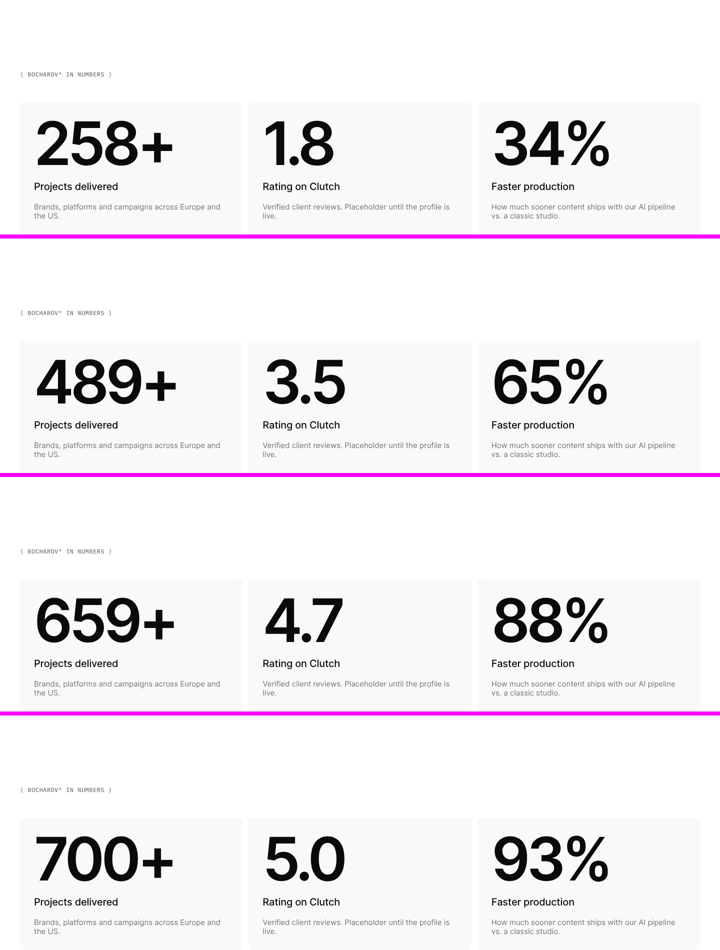 ( BOCHAROV® IN NUMBERS )
258+
1.8
34%
Projects delivered
Rating on Clutch
Faster production
Brands, platforms and campaigns across Europe and
the US.
Verified client reviews. Placeholder until the profile is
live.
How much sooner content ships with our AI pipeline
vs. a classic studio.
( BOCHAROV® IN NUMBERS )
489+
3.5
65%
Projects delivered
Rating on Clutch
Faster production
Brands, platforms and campaigns across Europe and
the US.
Verified client reviews. Placeholder until the profile is
live.
How much sooner content ships with our AI pipeline
vs. a classic studio.
( BOCHAROV® IN NUMBERS )
659+
4.7
88%
Projects delivered
Rating on Clutch
Faster production
Brands, platforms and campaigns across Europe and
the US.
Verified client reviews. Placeholder until the profile is
live.
How much sooner content ships with our AI pipeline
vs. a classic studio.
( BOCHAROV® IN NUMBERS )
700+
5.0
93%
Projects delivered
Rating on Clutch
Faster production
Brands, platforms and campaigns across Europe and
the US.
Verified client reviews. Placeholder until the profile is
live.
How much sooner content ships with our AI pipeline
vs. a classic studio.